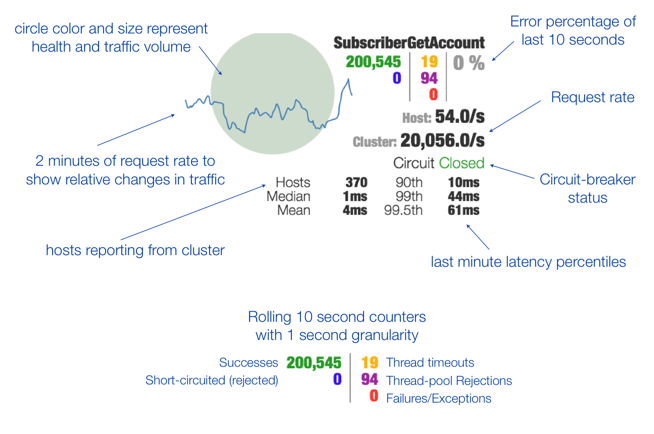 circle color and size represent
health and traffic volume
Error percentage of
last 10 seconds
SubscriberGetAccount
200,545 19 0 %
0 94
0
Host: 54.0/s
Request rate
Cluster: 20,056.0/s
2 minutes of request rate to
show relative changes in traffic
Circuit Closed
Circuit-breaker
status
Hosts 370 90th 10ms
Median 1ms 99th 44ms
Mean 4ms 99.5th 61ms
hosts reporting from cluster
last minute latency percentiles
Rolling 10 second counters
with 1 second granularity
Successes 200,545 19 Thread timeouts
Short-circuited (rejected) 0 94 Thread-pool Rejections
0 Failures/Exceptions